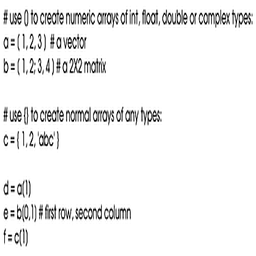 # use () to create numeric arrays of int, float, double or complex types:
a = ( 1, 2, 3 ) # a vector
b = ( 1, 2; 3, 4 ) # a 2X2 matrix
# use {} to create normal arrays of any types:
c = { 1, 2, 'abc' }
d = a(1)
e = b(0,1) # first row, second column
f = c(1)